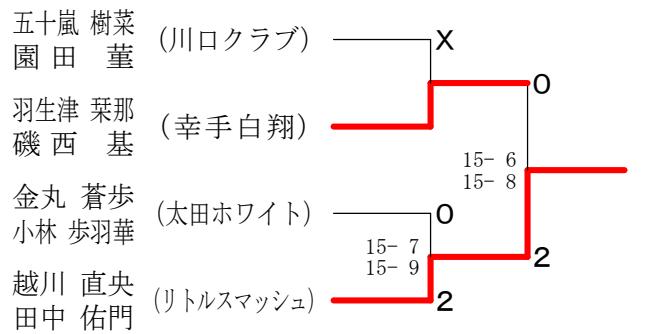 五十嵐 樹菜
園田 菫
(川口クラブ)
X
0
羽生津 栞那
磯西 基
(幸手白翔)
15- 6
15- 8
金丸 蒼歩
小林 歩羽華
(太田ホワイト)
0
15- 7
15- 9
2
越川 直央
田中 佑門
(リトルスマッシュ)
2